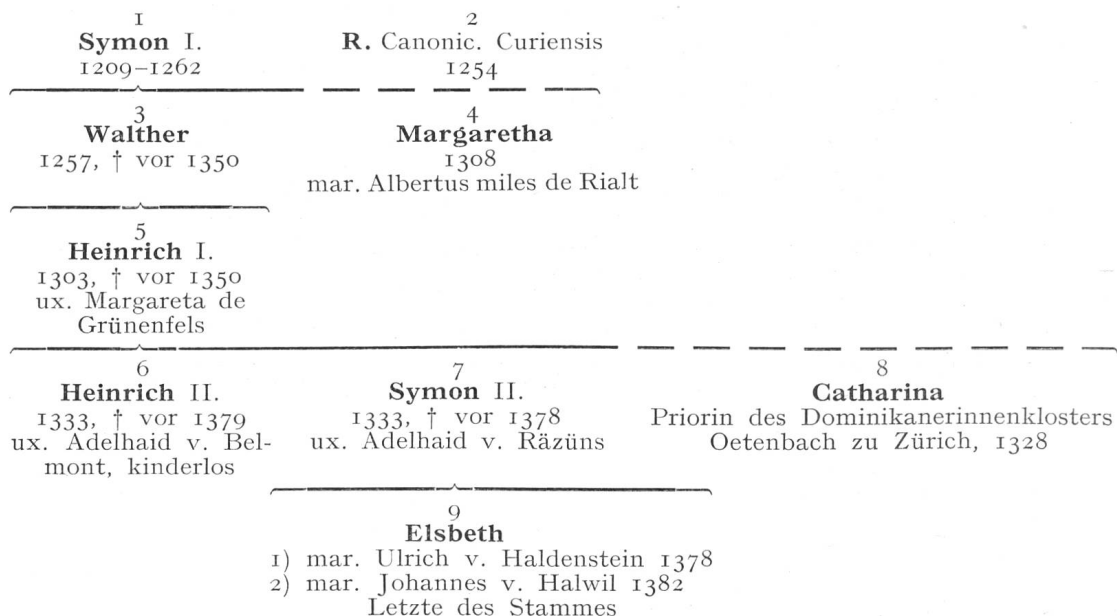 1
Symon I.
1209–1262
2
R. Canonic. Curiensis
1254
3
Walther
1257, † vor 1350
4
Margaretha
1308
mar. Albertus miles de Rialt
5
Heinrich I.
1303, † vor 1350
ux. Margareta de
Grünenfels
6
Heinrich II.
1333, † vor 1379
ux. Adelhaid v. Bel-
mont, kinderlos
7
Symon II.
1333, † vor 1378
ux. Adelhaid v. Räzüns
8
Catharina
Priorin des Dominikanerinnenklosters
Oetenbach zu Zürich, 1328
9
Elsbeth
1) mar. Ulrich v. Haldenstein 1378
2) mar. Johannes v. Halwil 1382
Letzte des Stammes